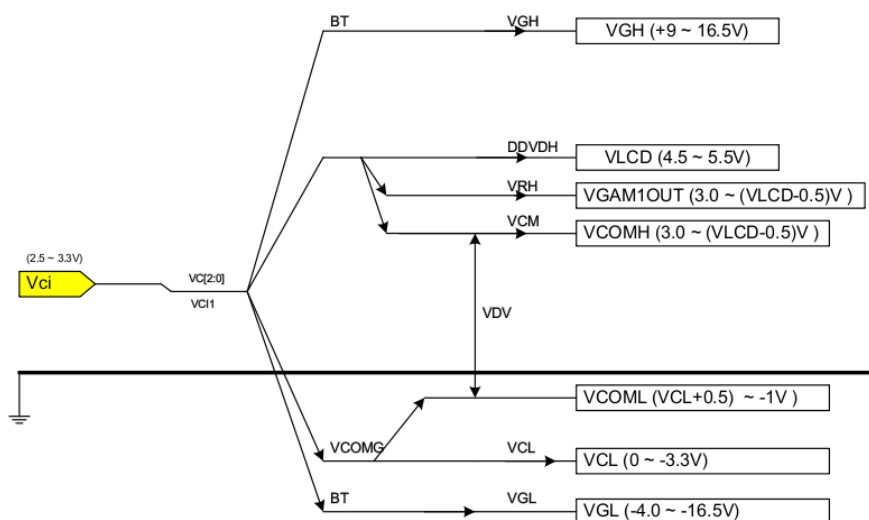 BT
VGH
VGH (+9 ~ 16.5V)
DDVDH
VLCD (4.5 ~ 5.5V)
VRH
VGAM1OUT (3.0 ~ (VLCD-0.5)V )
VCM
VCOMH (3.0 ~ (VLCD-0.5)V )
(2.5 ~ 3.3V)
Vci
VC[2:0]
VCI1
VDV
VCOML (VCL+0.5) ~ -1V )
VCOMG
VCL
VCL (0 ~ -3.3V)
BT
VGL
VGL (-4.0 ~ -16.5V)